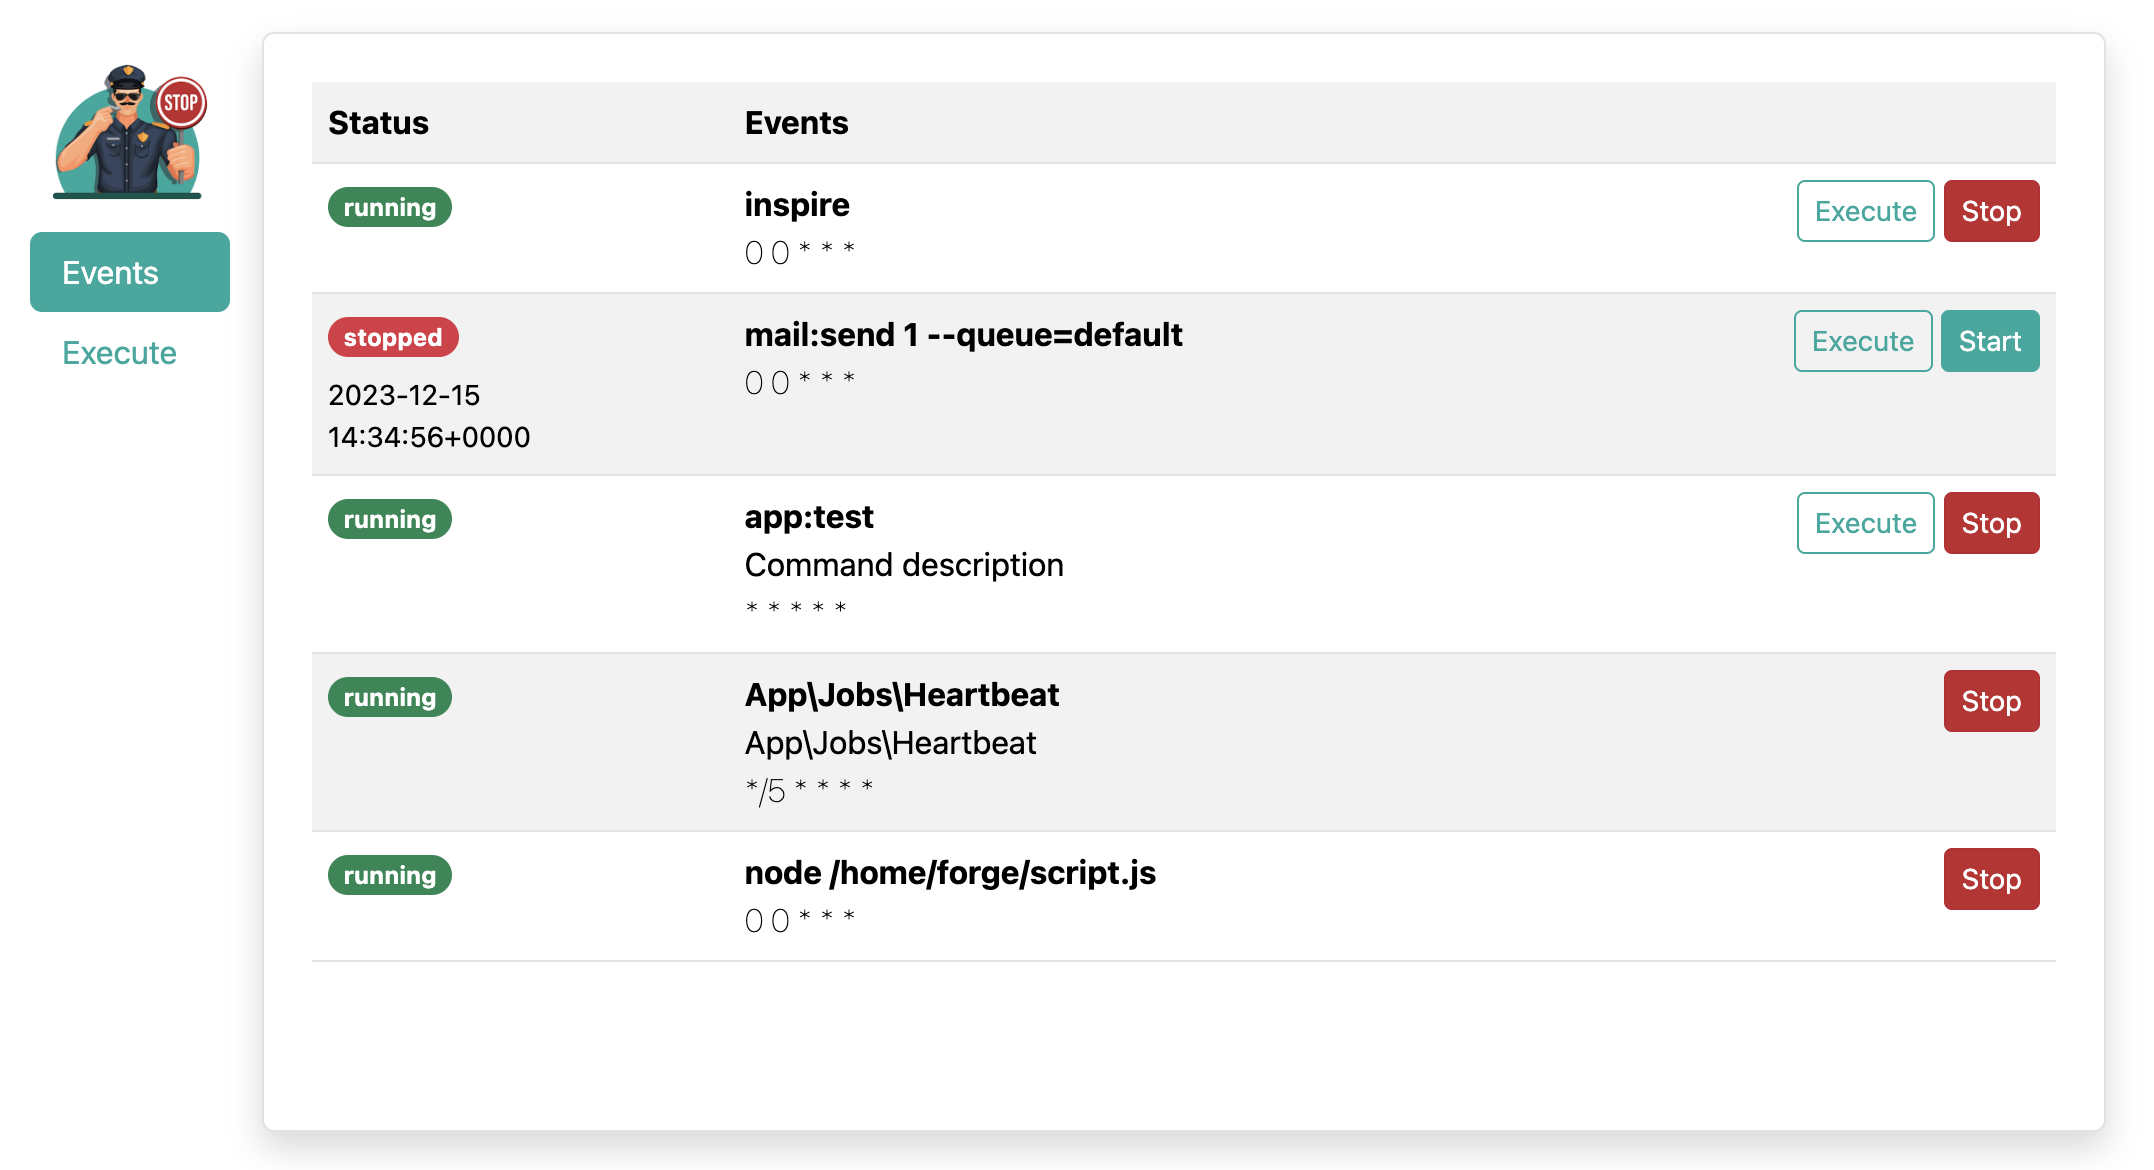 STOP
Events
Execute
Status Events
running inspire Execute Stop
0 0 * * *
stopped mail:send 1 --queue=default Execute Start
0 0 * * *
2023-12-15
14:34:56+0000
running app:test Execute Stop
Command description
* * * * *
running App\Jobs\Heartbeat Stop
App\Jobs\Heartbeat
*/5 * * * *
running node /home/forge/script.js Stop
0 0 * * *